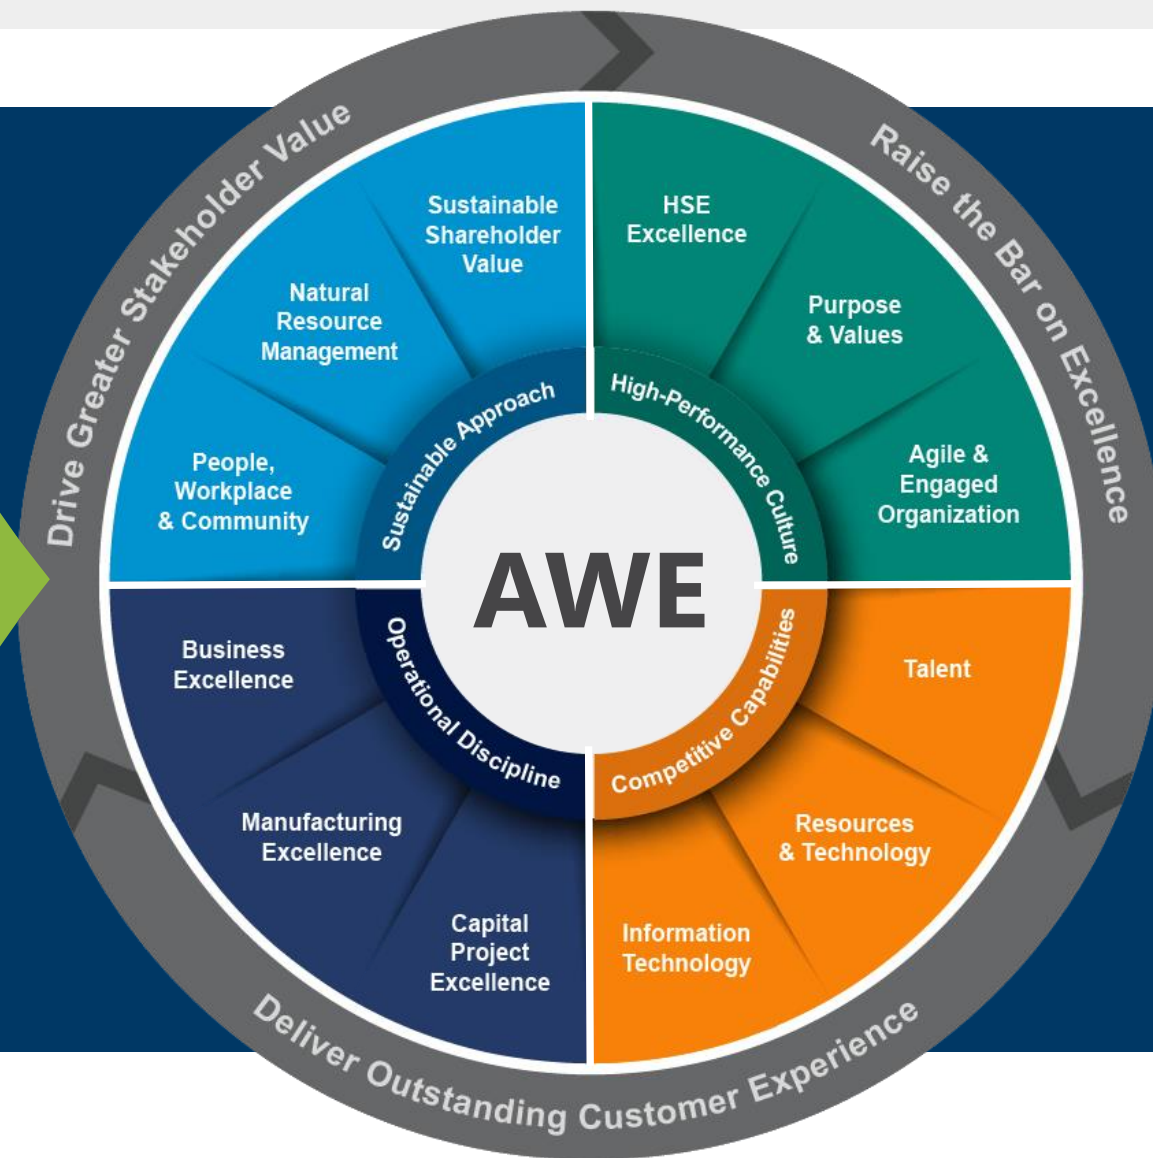 Drive Greater Stakeholder Value
Raise the Bar on Excellence
Deliver Outstanding Customer Experience
Sustainable
Shareholder
Value
Natural
Resource
Management
People,
Workplace
& Community
Sustainable Approach
HSE
Excellence
Purpose
& Values
Agile &
Engaged
Organization
High-Performance Culture
AWE
Business
Excellence
Manufacturing
Excellence
Capital
Project
Excellence
Operational Discipline
Talent
Resources
& Technology
Information
Technology
Competitive Capabilities